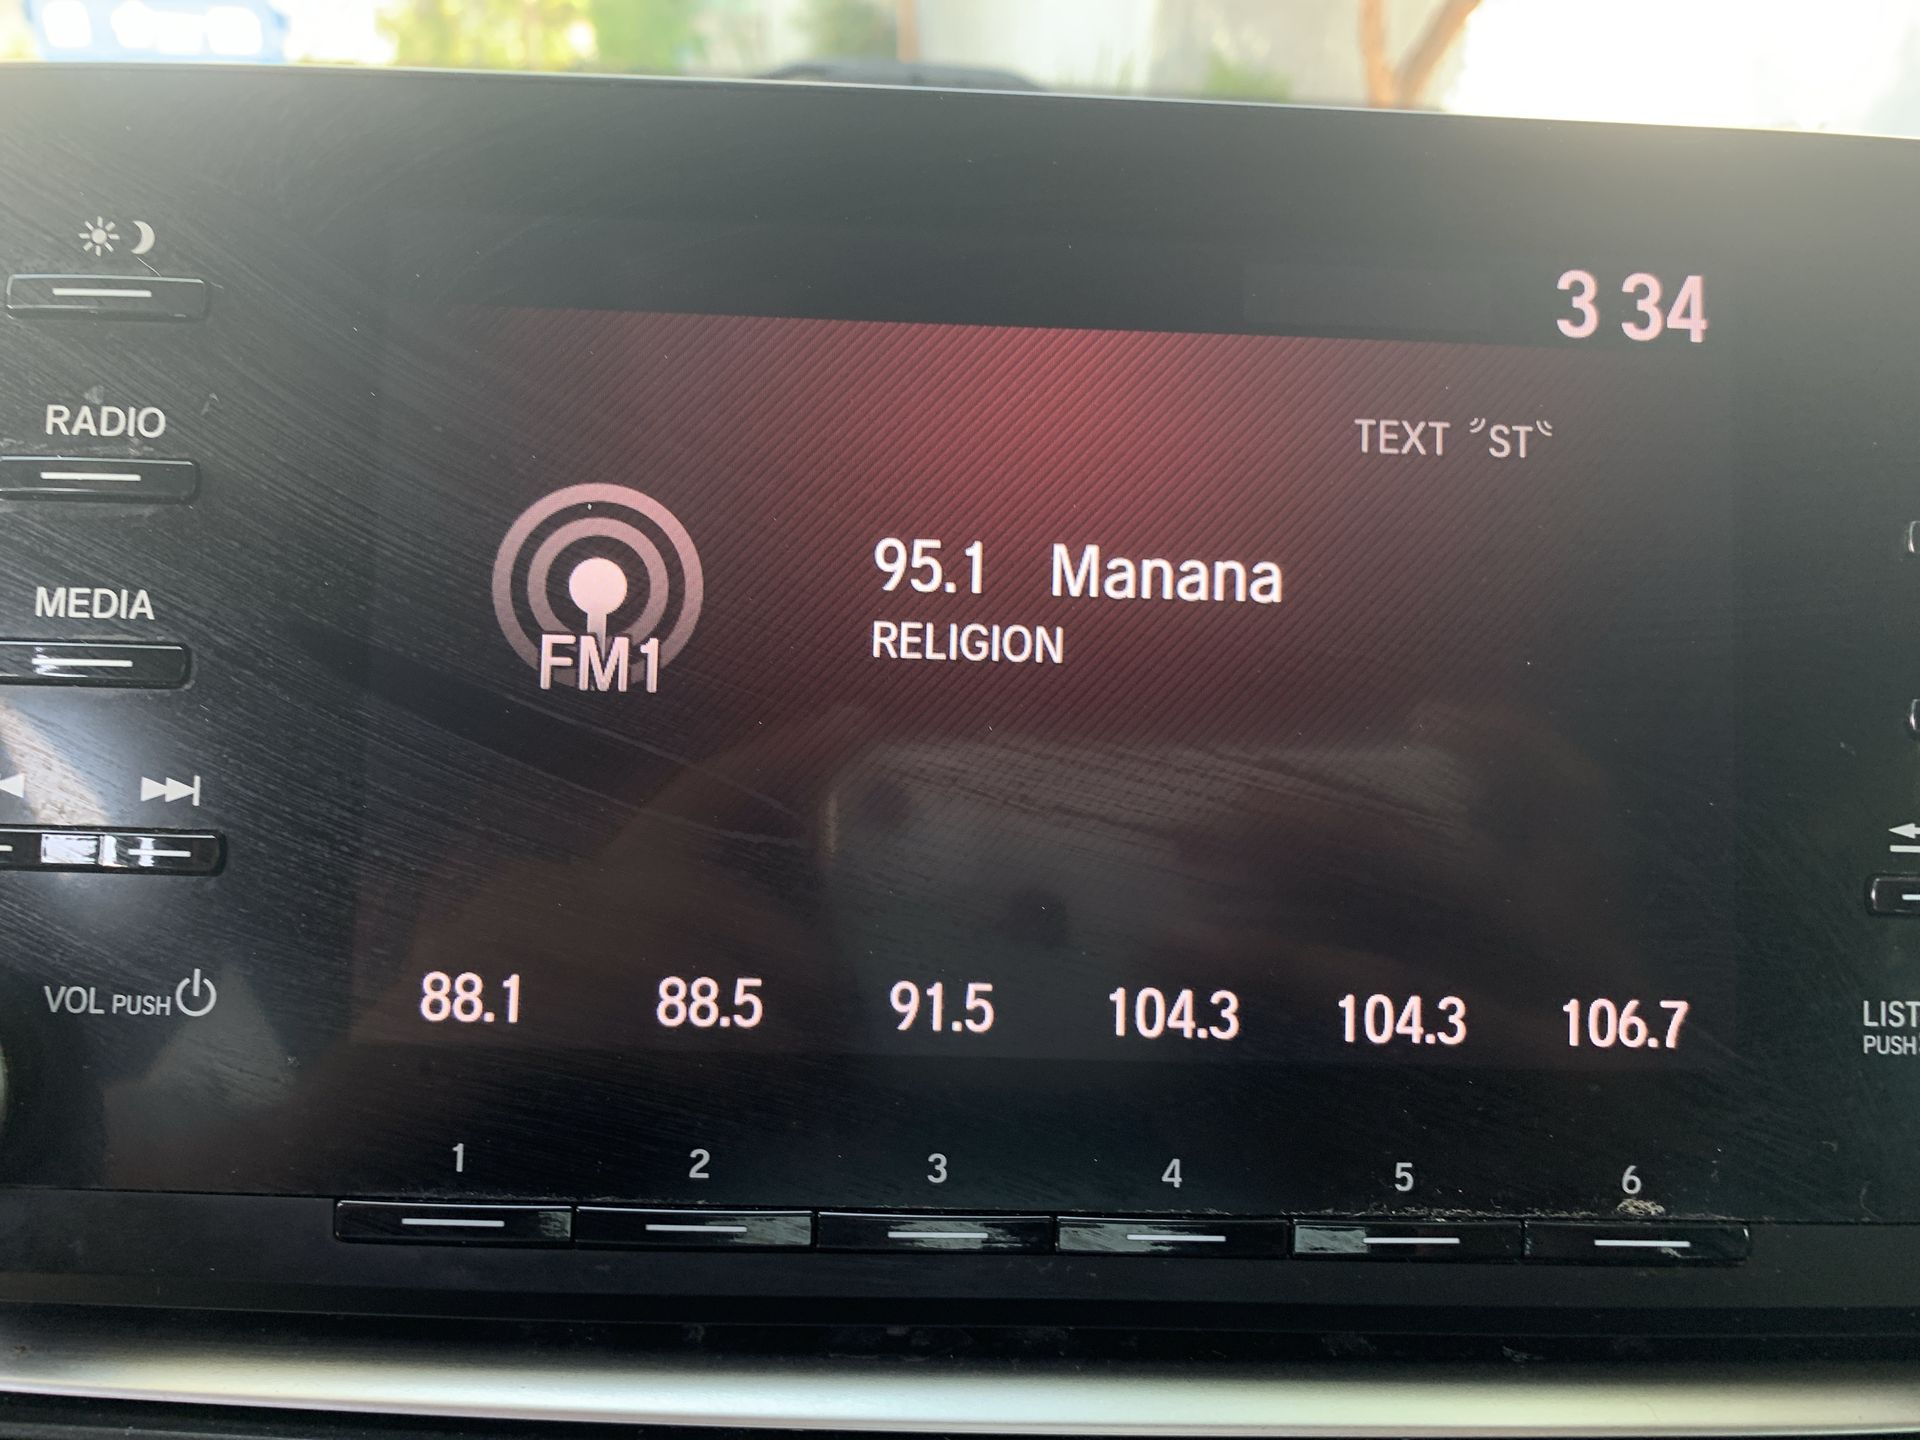 3 34
RADIO
TEXT ST
MEDIA
95.1 Manana
FM1
RELIGION
VOL PUSH
88.1 88.5 91.5 104.3 104.3 106.7
LIST
PUSH
1 2 3 4 5 6